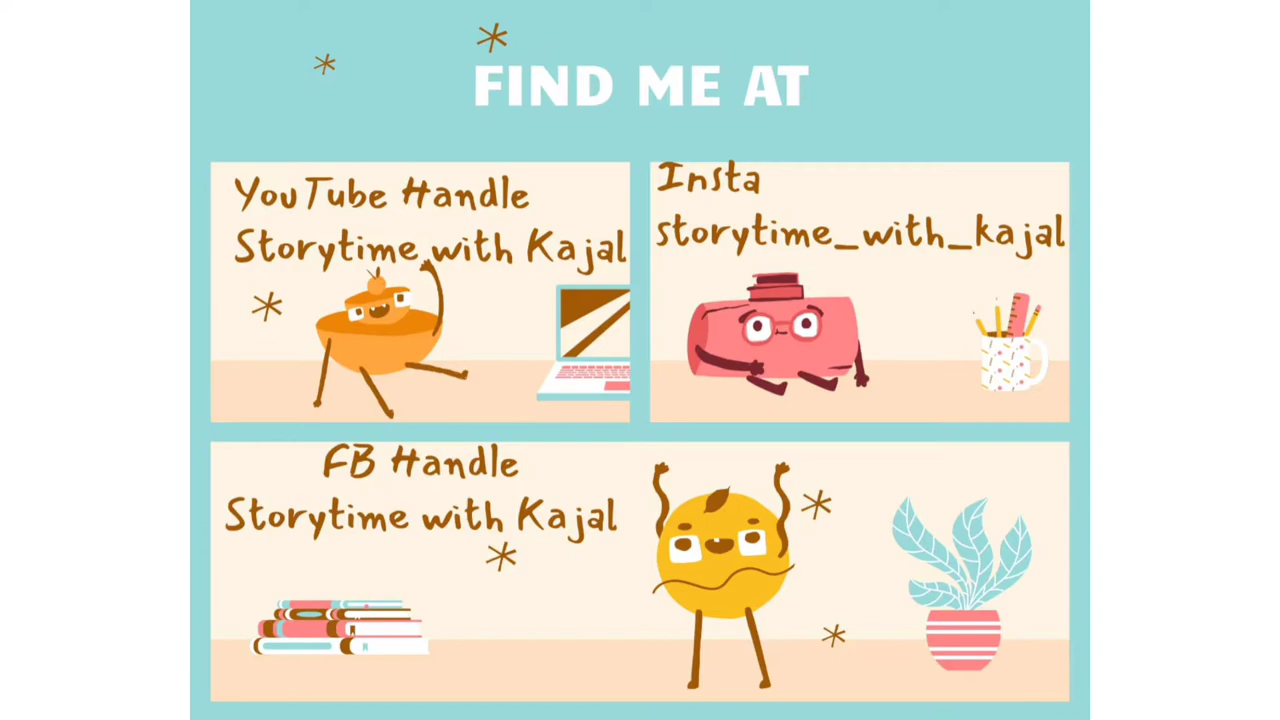 FIND ME AT
YouTube Handle
Storytime with Kajal
Insta
storytime_with_kajal
FB Handle
Storytime with Kajal